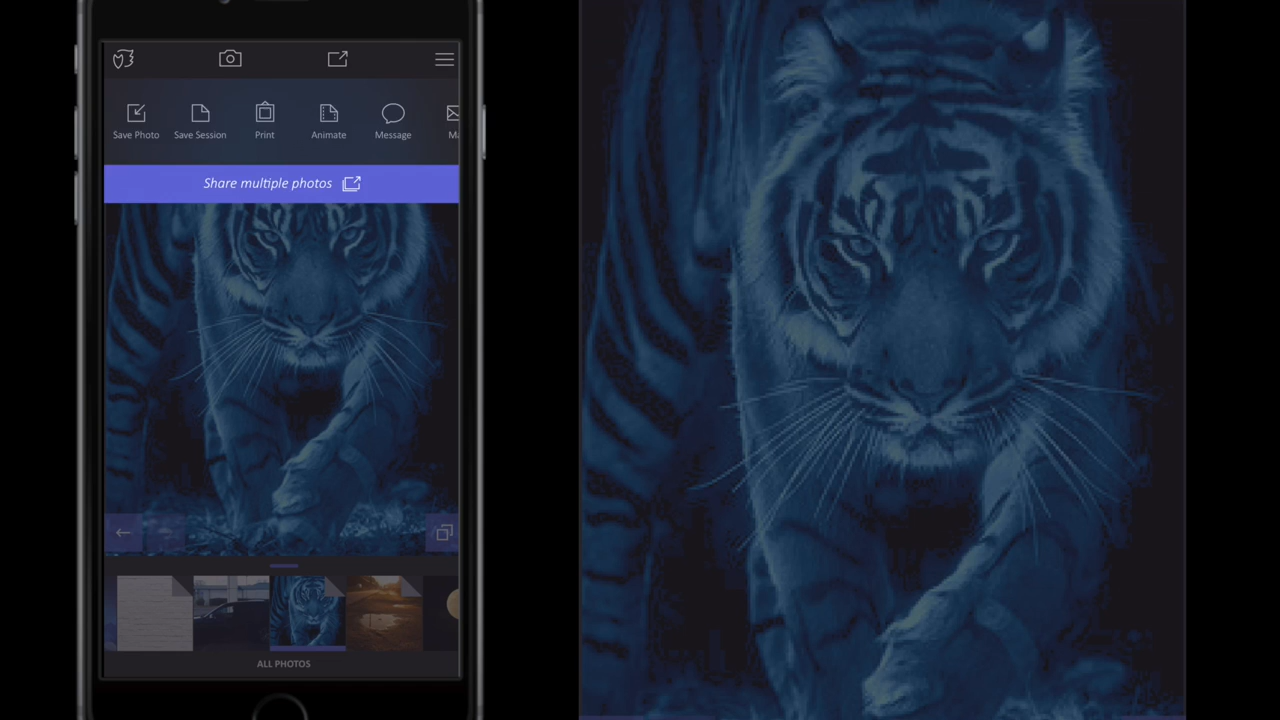 Save Photo
Save Session
Print
Animate
Message
Share multiple photos
ALL PHOTOS